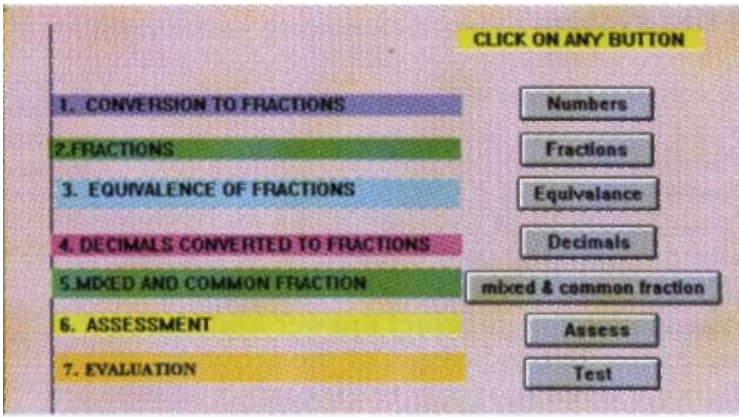 CLICK ON ANY BUTTON
1. CONVERSION TO FRACTIONS
Numbers
2.FRACTIONS
Fractions
3. EQUIVALENCE OF FRACTIONS
Equivalance
4. DECIMALS CONVERTED TO FRACTIONS
Decimals
5.MIXED AND COMMON FRACTION
mixed & common fraction
6. ASSESSMENT
Assess
7. EVALUATION
Test